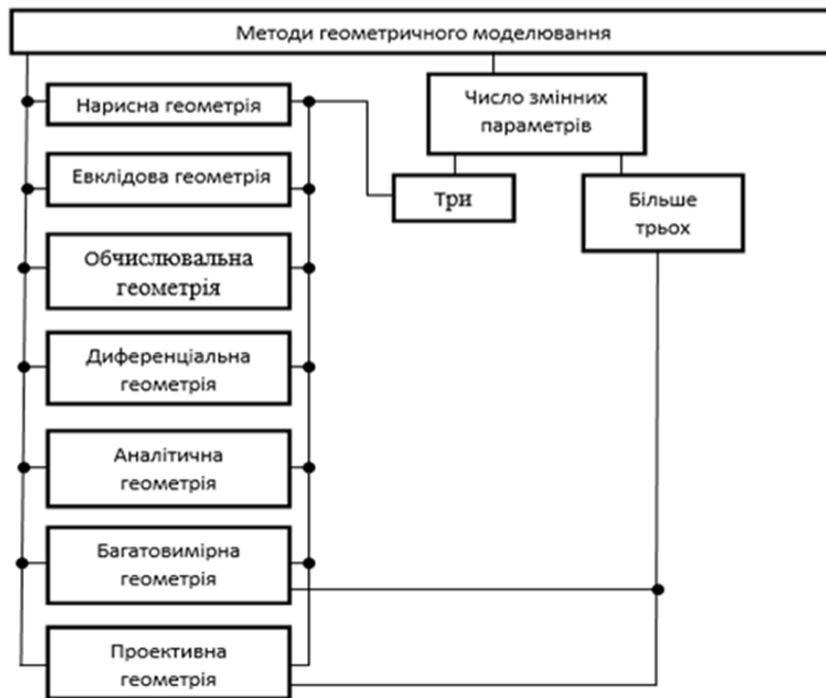 Методи геометричного моделювання
Нарисна геометрія
Евклідова геометрія
Обчислювальна
геометрія
Диференціальна
геометрія
Аналітична
геометрія
Багатовимірна
геометрія
Проективна
геометрія
Число змінних
параметрів
Три
Більше
трьох